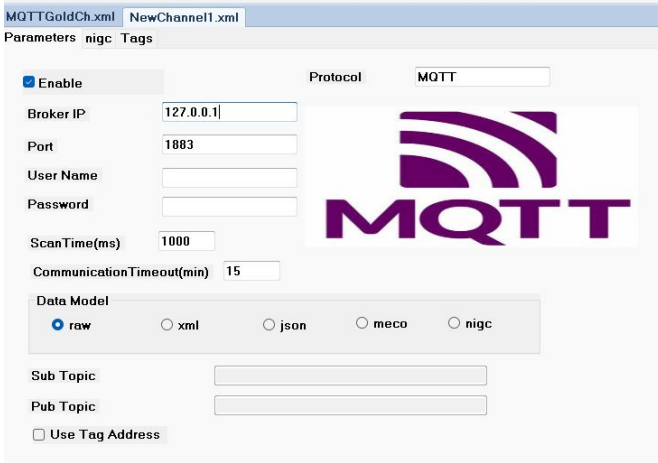 MQTTGoldCh.xml NewChannel1.xml
Parameters nigc Tags
Enable Protocol MQTT
Broker IP 127.0.0.1
Port 1883
User Name
Password
MQTT
ScanTime(ms) 1000
CommunicationTimeout(min) 15
Data Model
raw xml json meco nigc
Sub Topic
Pub Topic
Use Tag Address